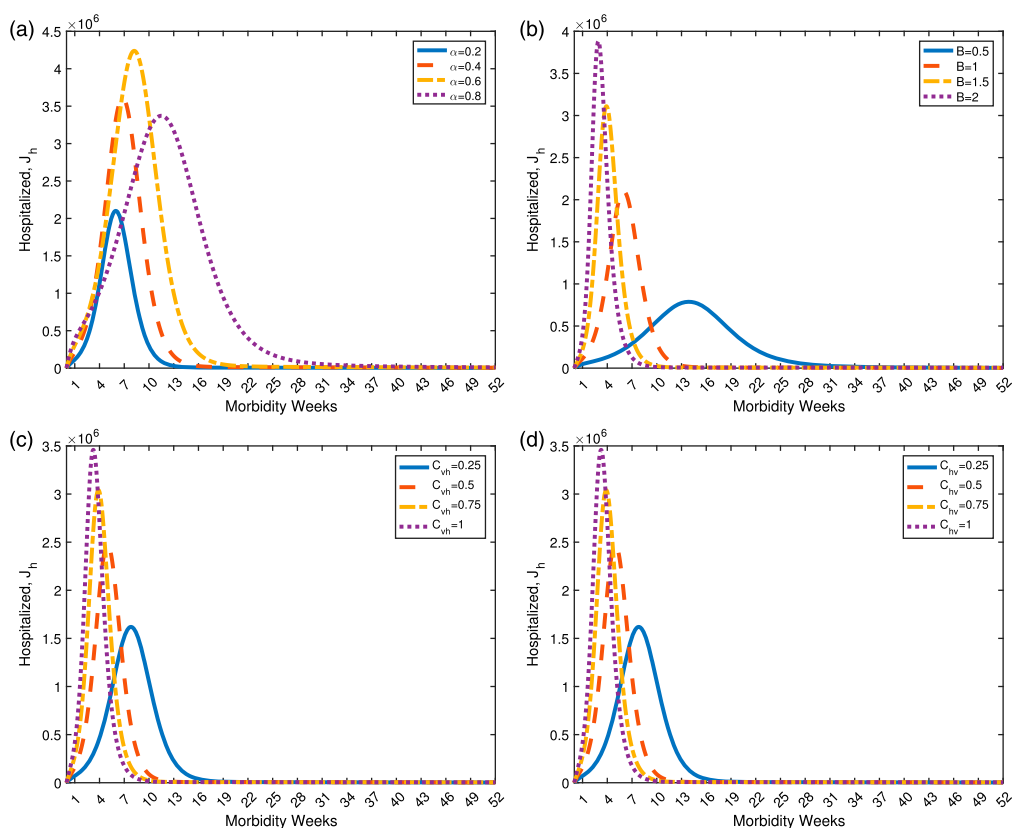 (a)
×10⁶
4.5
4
3.5
3
2.5
2
1.5
1
0.5
0
Hospitalized, J_h
α=0.2
α=0.4
α=0.6
α=0.8
1 4 7 10 13 16 19 22 25 28 31 34 37 40 43 46 49 52
Morbidity Weeks
(b)
×10⁶
4
3.5
3
2.5
2
1.5
1
0.5
0
Hospitalized, J_h
B=0.5
B=1
B=1.5
B=2
1 4 7 10 13 16 19 22 25 28 31 34 37 40 43 46 49 52
Morbidity Weeks
(c)
×10⁶
3.5
3
2.5
2
1.5
1
0.5
0
Hospitalized, J_h
C_vh=0.25
C_vh=0.5
C_vh=0.75
C_vh=1
1 4 7 10 13 16 19 22 25 28 31 34 37 40 43 46 49 52
Morbidity Weeks
(d)
×10⁶
3.5
3
2.5
2
1.5
1
0.5
0
Hospitalized, J_h
C_hv=0.25
C_hv=0.5
C_hv=0.75
C_hv=1
1 4 7 10 13 16 19 22 25 28 31 34 37 40 43 46 49 52
Morbidity Weeks